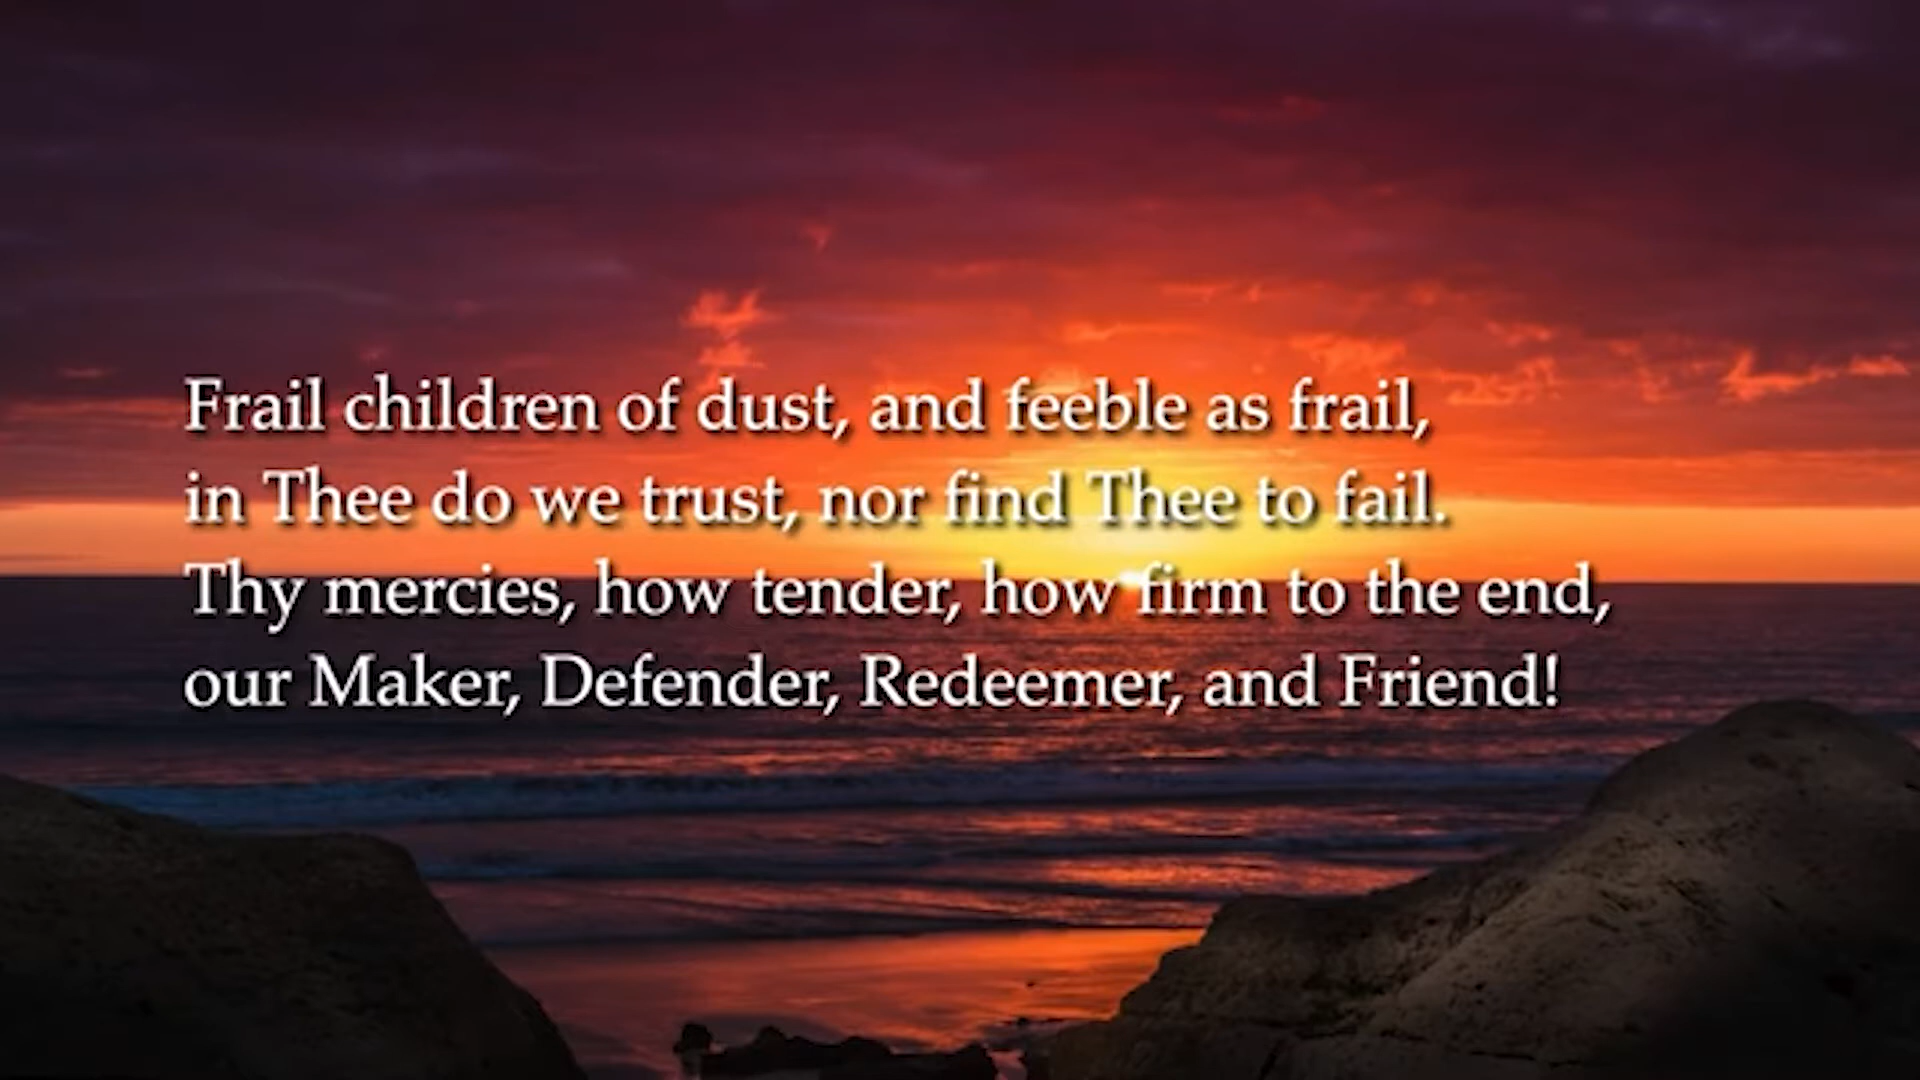 Frail children of dust, and feeble as frail,
in Thee do we trust, nor find Thee to fail.
Thy mercies, how tender, how firm to the end,
our Maker, Defender, Redeemer, and Friend!